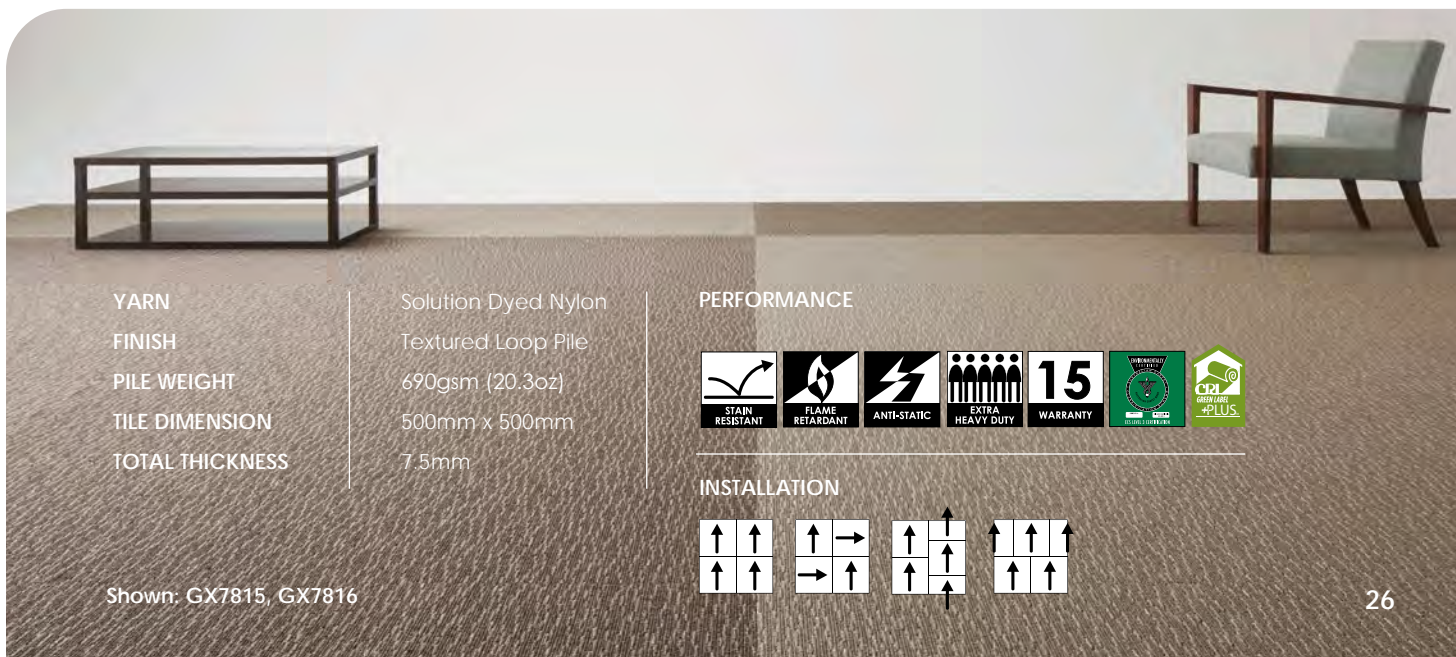 YARN Solution Dyed Nylon
FINISH Textured Loop Pile
PILE WEIGHT 690gsm (20.3oz)
TILE DIMENSION 500mm x 500mm
TOTAL THICKNESS 7.5mm
PERFORMANCE
STAIN
RESISTANT
FLAME
RETARDANT
ANTI-STATIC
EXTRA
HEAVY DUTY
15
WARRANTY
ENVIRONMENTALLY
CERTIFIED
CRI
GREEN LABEL
+PLUS
INSTALLATION
Shown: GX7815, GX7816
26